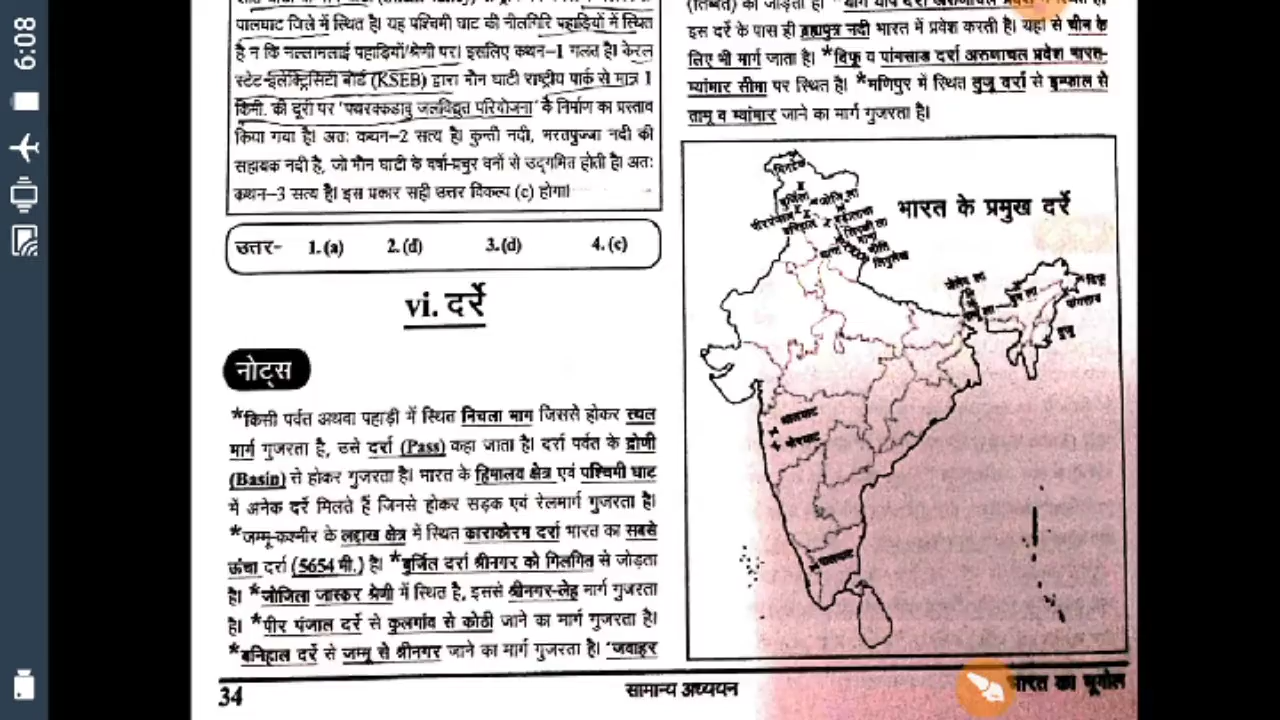 6:08
पालघाट जिले में स्थित है। यह पश्चिमी घाट की नीलगिरि पहाड़ियों में स्थित
है न कि नल्लामलाई पहाड़ियों/श्रेणी पर। इसलिए कथन-1 गलत है। केरल
स्टेट-इलेक्ट्रिसिटी बोर्ड (KSEB) द्वारा मौन घाटी राष्ट्रीय पार्क से मात्र 1
किमी. की दूरी पर 'पथरक्कडावु जलविद्युत परियोजना' के निर्माण का प्रस्ताव
किया गया है। अतः कथन-2 सत्य है। कुन्ती नदी, भरतपुज्जा नदी की
सहायक नदी है, जो मौन घाटी के वर्षा-प्रचुर वनों से उद्गमित होती है। अतः
कथन-3 सत्य है। इस प्रकार सही उत्तर विकल्प (c) होगा।
उत्तर- 1.(a) 2.(d) 3.(d) 4.(c)
vi. दर्रे
नोट्स
*किसी पर्वत अथवा पहाड़ी में स्थित निचला भाग जिससे होकर स्थल
मार्ग गुजरता है, उसे दर्रा (Pass) कहा जाता है। दर्रा पर्वत के द्रोणी
(Basin) से होकर गुजरता है। भारत के हिमालय क्षेत्र एवं पश्चिमी घाट
में अनेक दर्रे मिलते हैं जिनसे होकर सड़क एवं रेलमार्ग गुजरता है।
*जम्मू-कश्मीर के लद्दाख क्षेत्र में स्थित काराकोरम दर्रा भारत का सबसे
ऊंचा दर्रा (5654 मी.) है। *बुर्जिल दर्रा श्रीनगर को गिलगित से जोड़ता
है। *जोजिला जास्कर श्रेणी में स्थित है, इससे श्रीनगर-लेह मार्ग गुजरता
है। *पीर पंजाल दर्रे से कुलगांव से कोठी जाने का मार्ग गुजरता है।
*बनिहाल दर्रे से जम्मू से श्रीनगर जाने का मार्ग गुजरता है। 'जवाहर
(तिब्बत) को जोड़ता है।
इस दर्रे के पास ही ब्रह्मपुत्र नदी भारत में प्रवेश करती है। यहां से चीन के
लिए भी मार्ग जाता है। *दिफू व पांगसाड दर्रा अरुणाचल प्रदेश भारत-
म्यांमार सीमा पर स्थित है। *मणिपुर में स्थित तुजु दर्रा से इम्फाल से
तामू व म्यांमार जाने का मार्ग गुजरता है।
भारत के प्रमुख दर्रे
बुर्जिल
पीरपंजाल
बनिहाल
लिपुलेख
दिफू
तुजु
थालघाट
भोरघाट
पालघाट
34
सामान्य अध्ययन
भारत का भूगोल